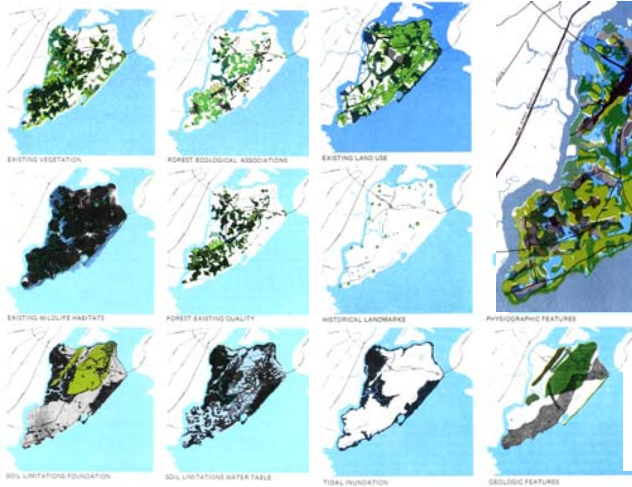 EXISTING VEGETATION
FOREST ECOLOGICAL ASSOCIATIONS
EXISTING LAND USE
EXISTING WILDLIFE HABITATS
FOREST: EXISTING QUALITY
HISTORICAL LANDMARKS
PHYSIOGRAPHIC FEATURES
SOIL LIMITATIONS: FOUNDATION
SOIL LIMITATIONS: WATER TABLE
TIDAL INUNDATION
GEOLOGIC FEATURES